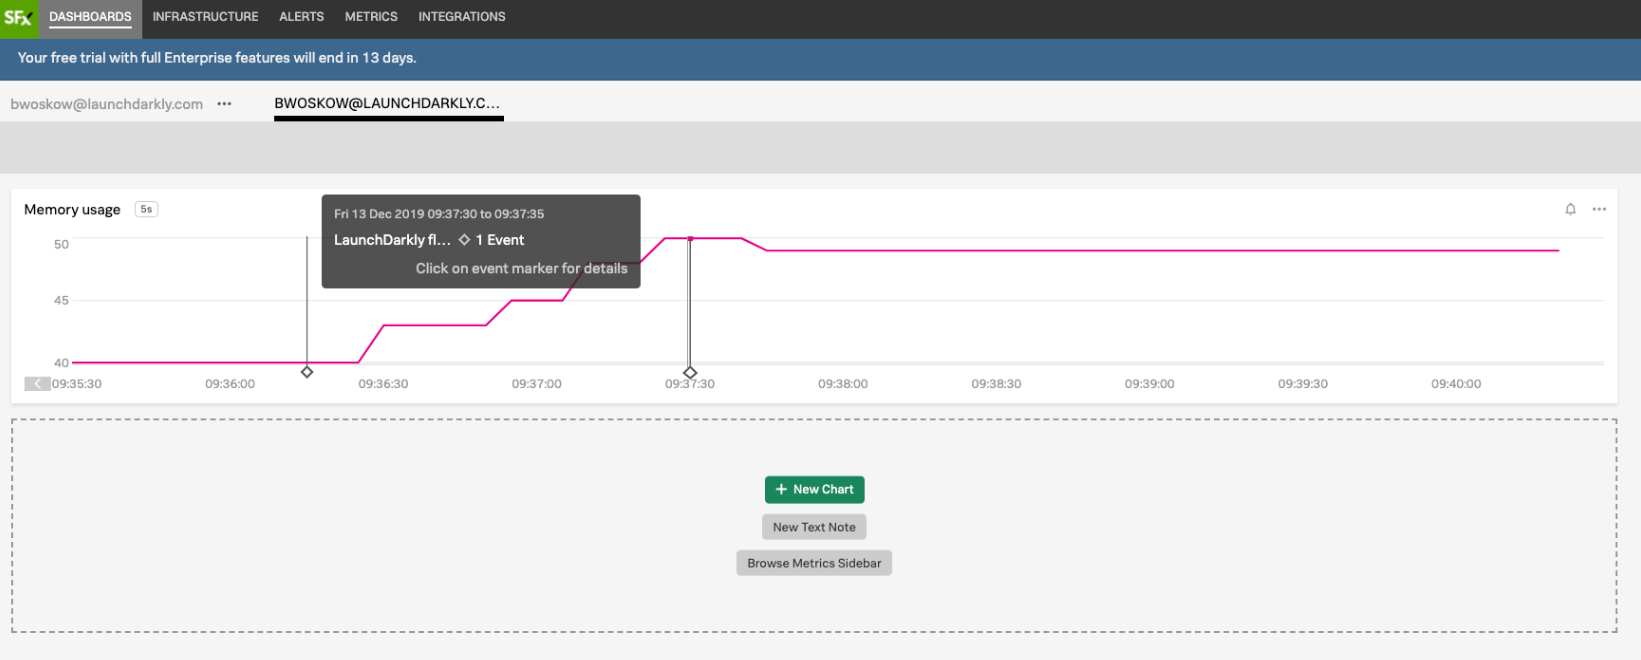 SFx DASHBOARDS INFRASTRUCTURE ALERTS METRICS INTEGRATIONS
Your free trial with full Enterprise features will end in 13 days.
bwoskow@launchdarkly.com ••• BWOSKOW@LAUNCHDARKLY.C...
Memory usage 5s
Fri 13 Dec 2019 09:37:30 to 09:37:35
LaunchDarkly fl... ◇ 1 Event
Click on event marker for details
50
45
40
09:35:30 09:36:00 09:36:30 09:37:00 09:37:30 09:38:00 09:38:30 09:39:00 09:39:30 09:40:00
+ New Chart
New Text Note
Browse Metrics Sidebar